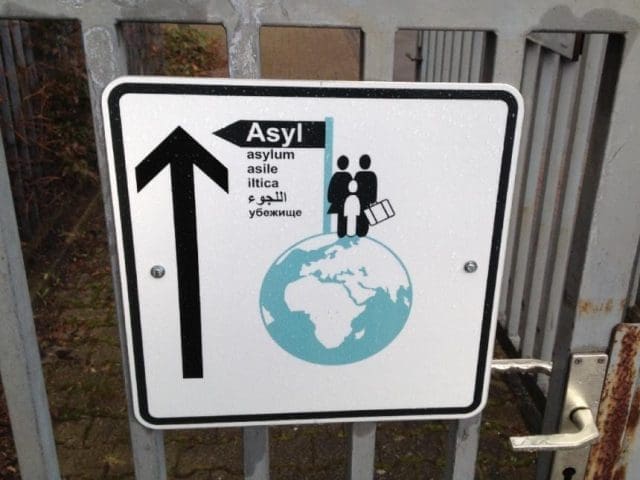 Asyl
asylum
asile
iltica
اللجوء
убежище